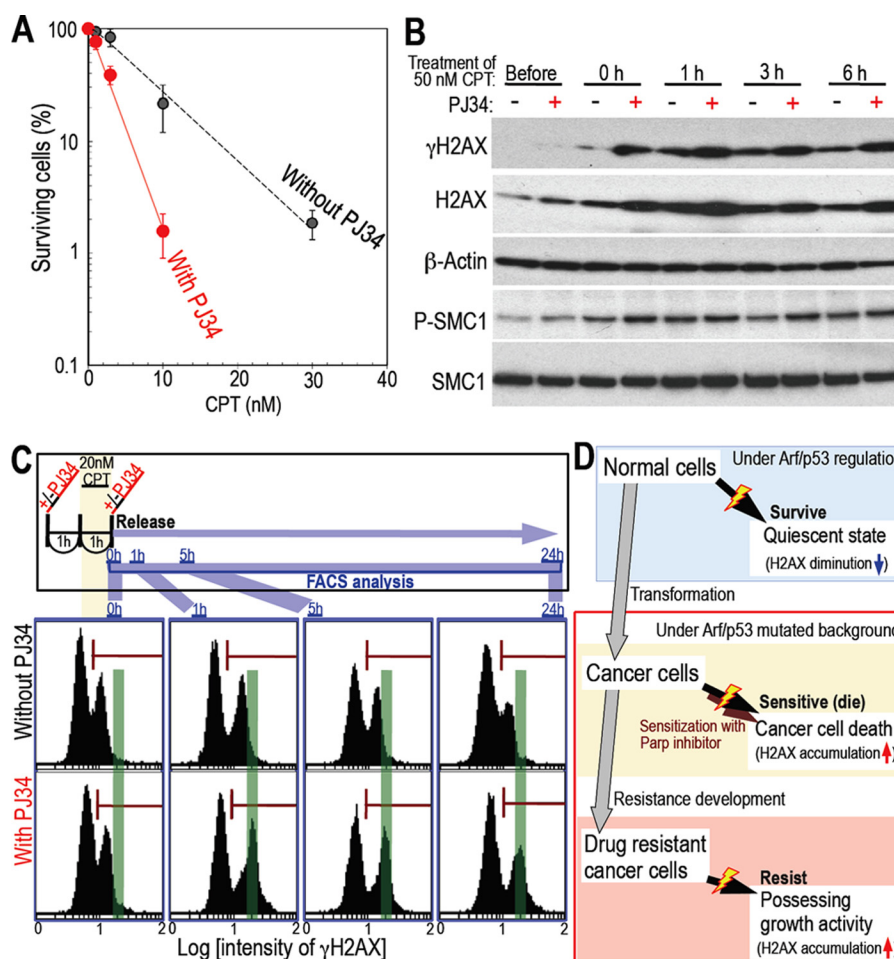 A
Surviving cells (%)
100
10
1
0.1
0
10
20
30
40
CPT (nM)
Without PJ34
With PJ34
B
Treatment of
50 nM CPT:
Before
0 h
1 h
3 h
6 h
PJ34:
- + - + - + - + - +
γH2AX
H2AX
β-Actin
P-SMC1
SMC1
C
+/-PJ34
20nM
CPT
+/-PJ34
Release
1h
1h
0h
1h
5h
24h
FACS analysis
0h
1h
5h
24h
Without PJ34
With PJ34
0 1 2
0 1 2
0 1 2
0 1 2
Log [intensity of γH2AX]
D
Normal cells
Under Arf/p53 regulation
Survive
Quiescent state
(H2AX diminution)
Transformation
Under Arf/p53 mutated background
Cancer cells
Sensitive (die)
Sensitization with
Parp inhibitor
Cancer cell death
(H2AX accumulation)
Resistance development
Drug resistant
cancer cells
Resist
Possessing
growth activity
(H2AX accumulation)